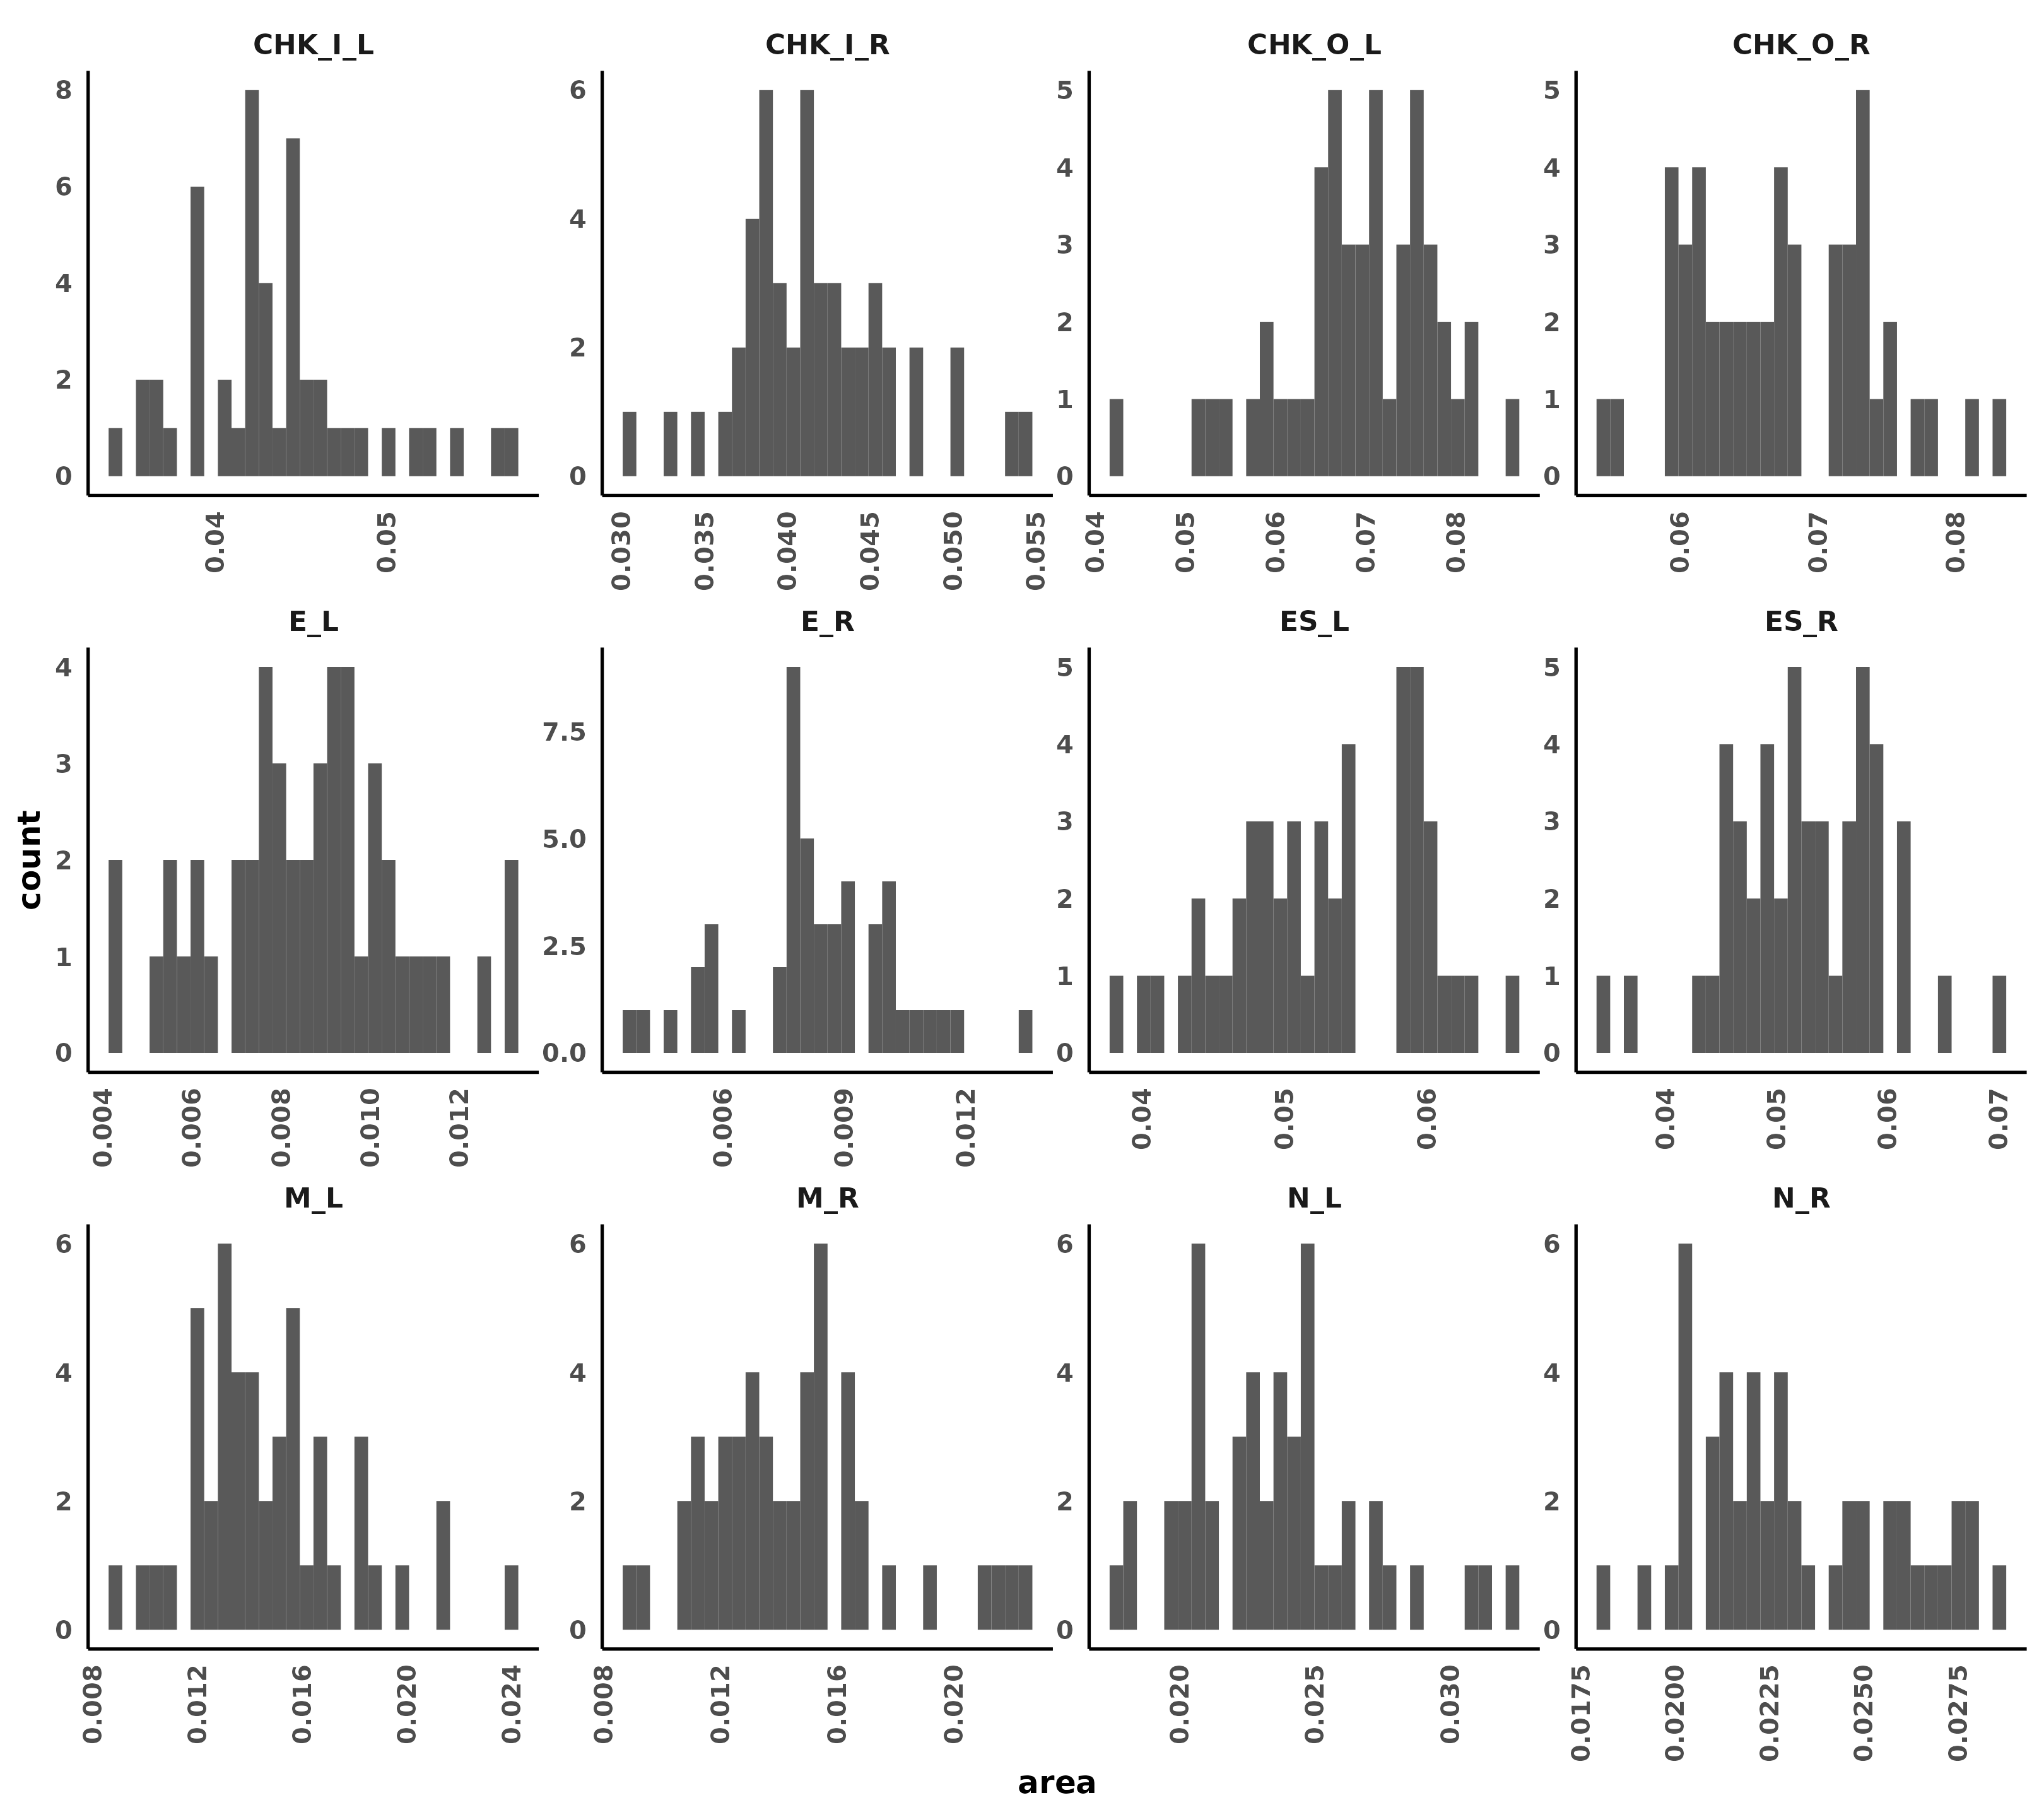 CHK_I_L CHK_I_R CHK_O_L CHK_O_R
8 6 4 2 0
6 4 2 0
5 4 3 2 1 0
5 4 3 2 1 0
0.04 0.05
0.030 0.035 0.040 0.045 0.050 0.055
0.04 0.05 0.06 0.07 0.08
0.06 0.07 0.08
count
E_L E_R ES_L ES_R
4 3 2 1 0
7.5 5.0 2.5 0.0
5 4 3 2 1 0
5 4 3 2 1 0
0.004 0.006 0.008 0.010 0.012
0.006 0.009 0.012
0.04 0.05 0.06
0.04 0.05 0.06 0.07
M_L M_R N_L N_R
6 4 2 0
6 4 2 0
6 4 2 0
6 4 2 0
0.008 0.012 0.016 0.020 0.024
0.008 0.012 0.016 0.020
0.020 0.025 0.030
0.0175 0.0200 0.0225 0.0250 0.0275
area